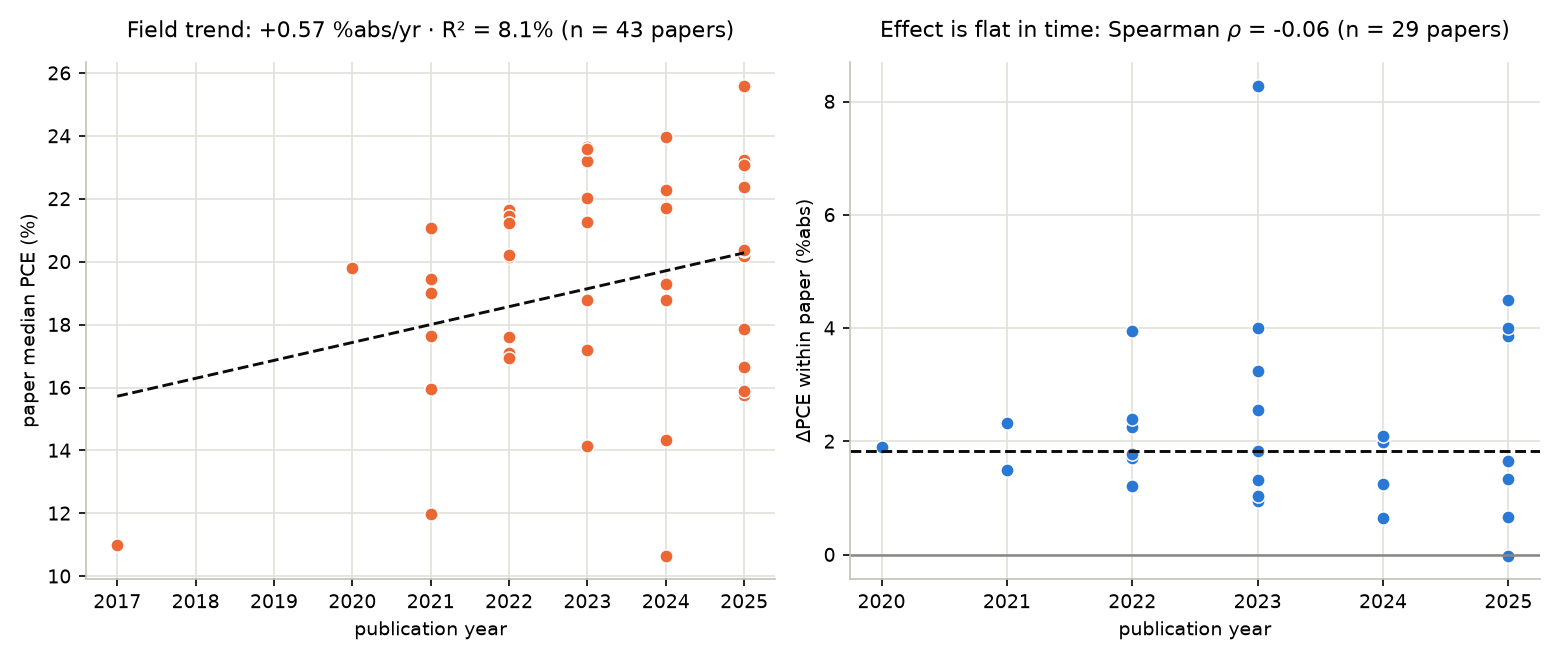 Field trend: +0.57 %abs/yr · R² = 8.1% (n = 43 papers)
paper median PCE (%)
26
24
22
20
18
16
14
12
10
2017 2018 2019 2020 2021 2022 2023 2024 2025
publication year
Effect is flat in time: Spearman ρ = -0.06 (n = 29 papers)
ΔPCE within paper (%abs)
8
6
4
2
0
2020 2021 2022 2023 2024 2025
publication year